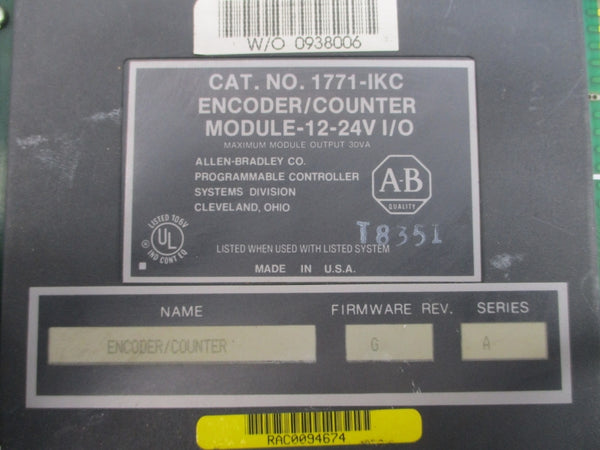 W/O 0938006
CAT. NO. 1771-IKC
ENCODER/COUNTER
MODULE-12-24V I/O
MAXIMUM MODULE OUTPUT 30VA
ALLEN-BRADLEY CO.
PROGRAMMABLE CONTROLLER
SYSTEMS DIVISION
CLEVELAND, OHIO
A-B
QUALITY
T8351
LISTED 106V
UL
IND CONT EQ
LISTED WHEN USED WITH LISTED SYSTEM
MADE IN U.S.A.
NAME FIRMWARE REV. SERIES
ENCODER/COUNTER G A
RAC0094674